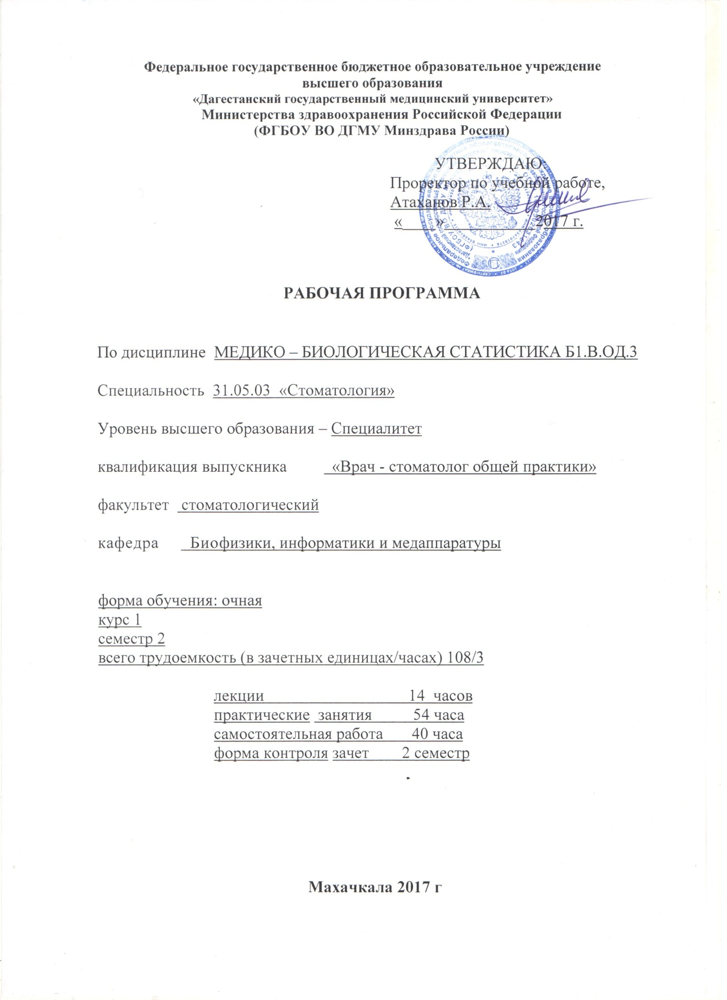 Федеральное государственное бюджетное образовательное учреждение
высшего образования
«Дагестанский государственный медицинский университет»
Министерства здравоохранения Российской Федерации
(ФГБОУ ВО ДГМУ Минздрава России)
УТВЕРЖДАЮ:
Проректор по учебной работе,
Атаханов Р.А.
«____»___________2017 г.
РАБОЧАЯ ПРОГРАММА
По дисциплине МЕДИКО – БИОЛОГИЧЕСКАЯ СТАТИСТИКА Б1.В.ОД.3
Специальность 31.05.03 «Стоматология»
Уровень высшего образования – Специалитет
квалификация выпускника «Врач - стоматолог общей практики»
факультет стоматологический
кафедра Биофизики, информатики и медаппаратуры
форма обучения: очная
курс 1
семестр 2
всего трудоемкость (в зачетных единицах/часах) 108/3
лекции 14 часов
практические занятия 54 часа
самостоятельная работа 40 часа
форма контроля зачет 2 семестр
Махачкала 2017 г